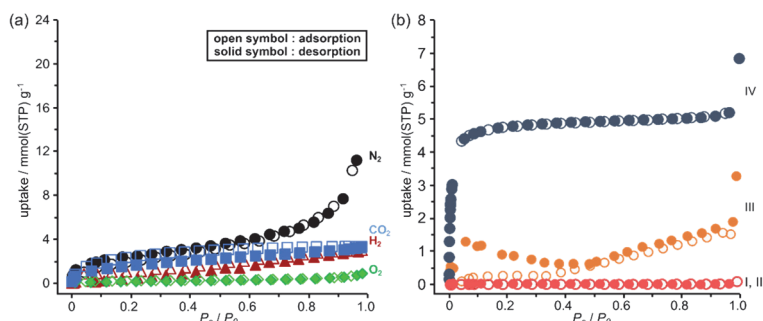 (a)
24
20
16
12
8
4
0
uptake / mmol(STP) g⁻¹
open symbol : adsorption
solid symbol : desorption
N₂
CO₂
H₂
O₂
0 0.2 0.4 0.6 0.8 1.0
(b)
8
7
6
5
4
3
2
1
0
uptake / mmol(STP) g⁻¹
IV
III
I, II
0.0 0.2 0.4 0.6 0.8 1.0